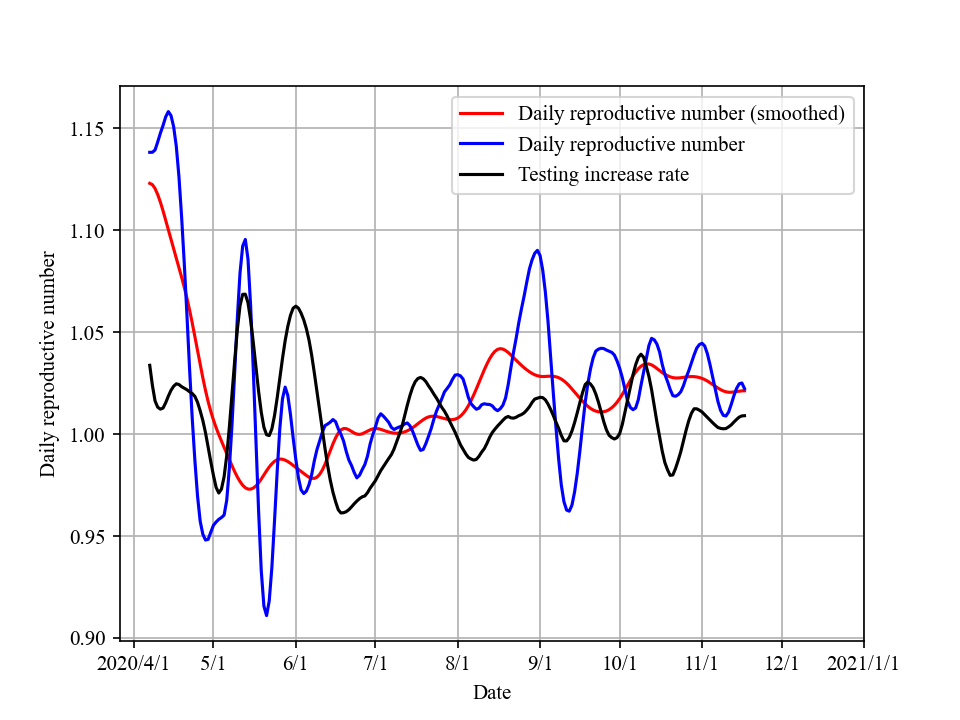 Daily reproductive number (smoothed)
Daily reproductive number
Testing increase rate
1.15
1.10
1.05
1.00
0.95
0.90
Daily reproductive number
2020/4/1 5/1 6/1 7/1 8/1 9/1 10/1 11/1 12/1 2021/1/1
Date